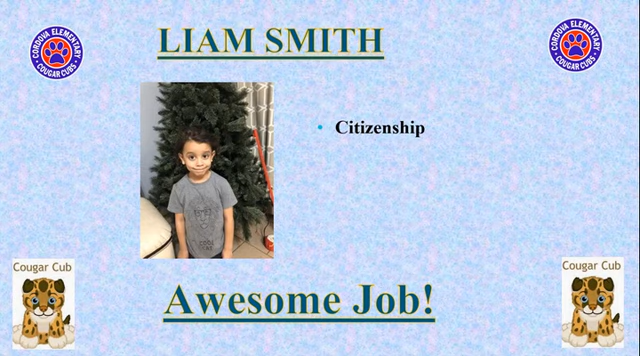 CORDOVA ELEMENTARY
· COUGAR CUBS ·
LIAM SMITH
CORDOVA ELEMENTARY
· COUGAR CUBS ·
• Citizenship
Cougar Cub
Awesome Job!
Cougar Cub